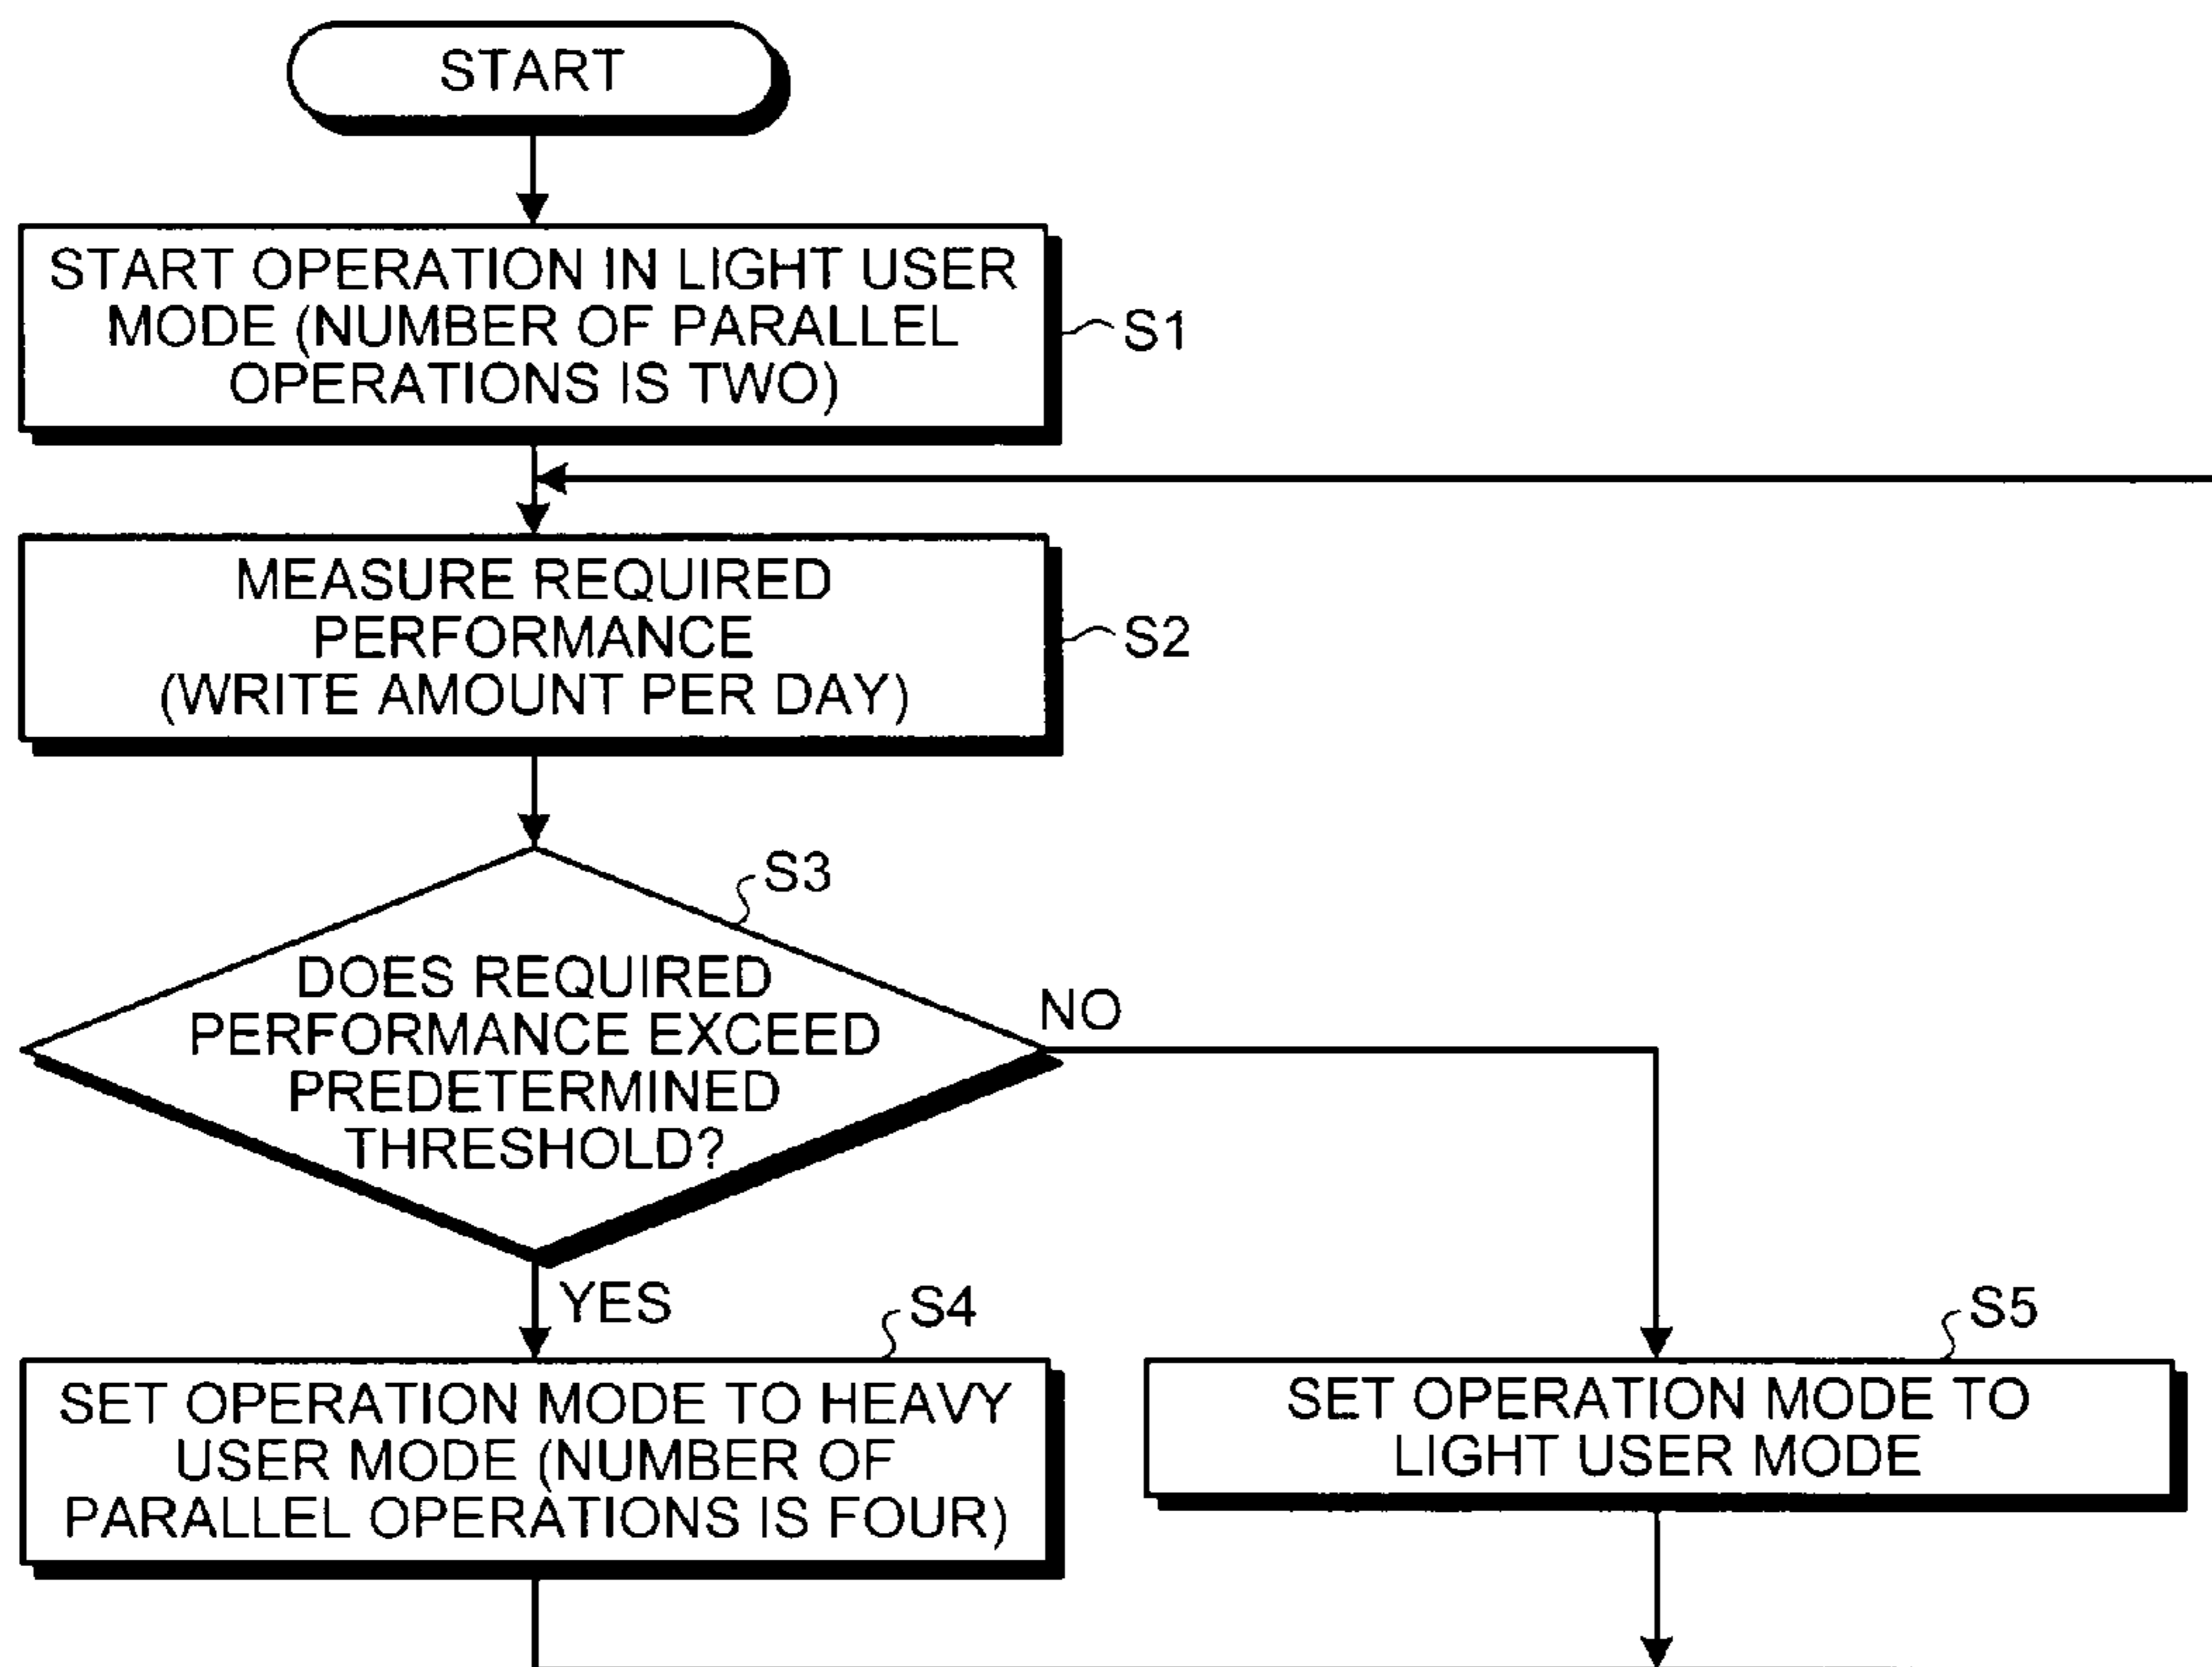 START
START OPERATION IN LIGHT USER
MODE (NUMBER OF PARALLEL
OPERATIONS IS TWO)
S1
MEASURE REQUIRED
PERFORMANCE
(WRITE AMOUNT PER DAY)
S2
S3
DOES REQUIRED
PERFORMANCE EXCEED
PREDETERMINED
THRESHOLD?
NO
YES
S4
SET OPERATION MODE TO HEAVY
USER MODE (NUMBER OF
PARALLEL OPERATIONS IS FOUR)
S5
SET OPERATION MODE TO
LIGHT USER MODE